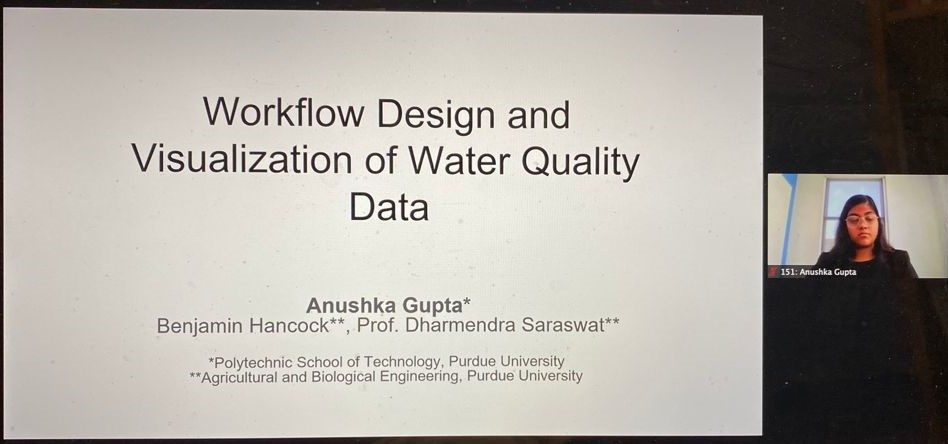 Workflow Design and
Visualization of Water Quality
Data
Anushka Gupta*
Benjamin Hancock**, Prof. Dharmendra Saraswat**
*Polytechnic School of Technology, Purdue University
**Agricultural and Biological Engineering, Purdue University
151: Anushka Gupta